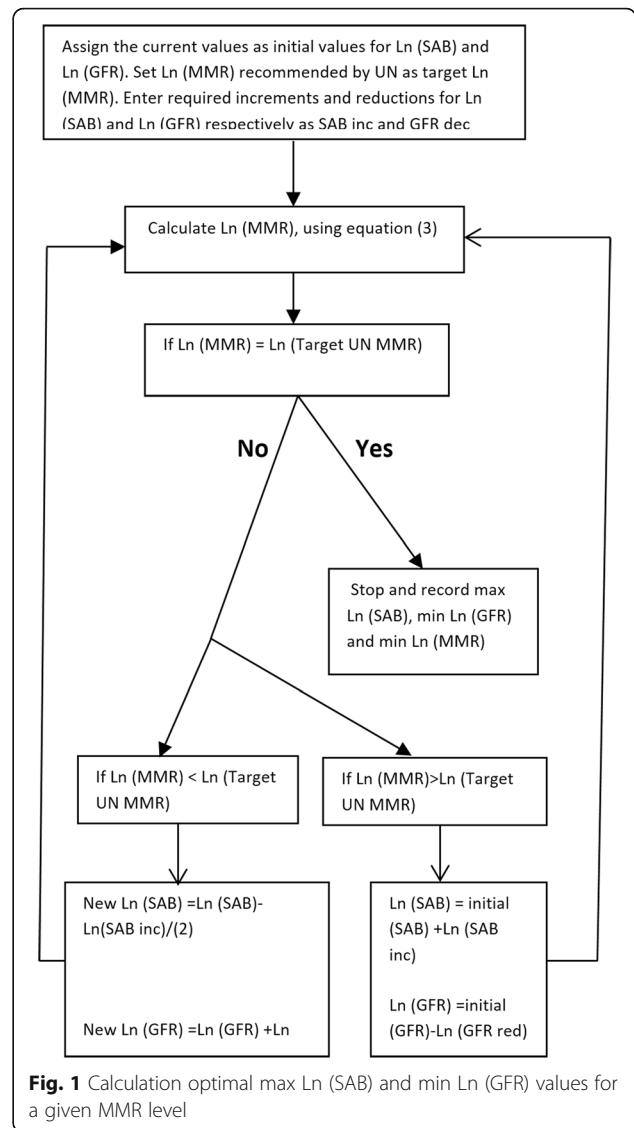 Assign the current values as initial values for Ln (SAB) and
Ln (GFR). Set Ln (MMR) recommended by UN as target Ln
(MMR). Enter required increments and reductions for Ln
(SAB) and Ln (GFR) respectively as SAB inc and GFR dec
Calculate Ln (MMR), using equation (3)
If Ln (MMR) = Ln (Target UN MMR)
No
Yes
Stop and record max
Ln (SAB), min Ln (GFR)
and min Ln (MMR)
If Ln (MMR) < Ln (Target
UN MMR)
If Ln (MMR)>Ln (Target
UN MMR)
New Ln (SAB) =Ln (SAB)-
Ln(SAB inc)/(2)
New Ln (GFR) =Ln (GFR) +Ln
Ln (SAB) = initial
(SAB) +Ln (SAB
inc)
Ln (GFR) =initial
(GFR)-Ln (GFR red)
Fig. 1 Calculation optimal max Ln (SAB) and min Ln (GFR) values for
a given MMR level